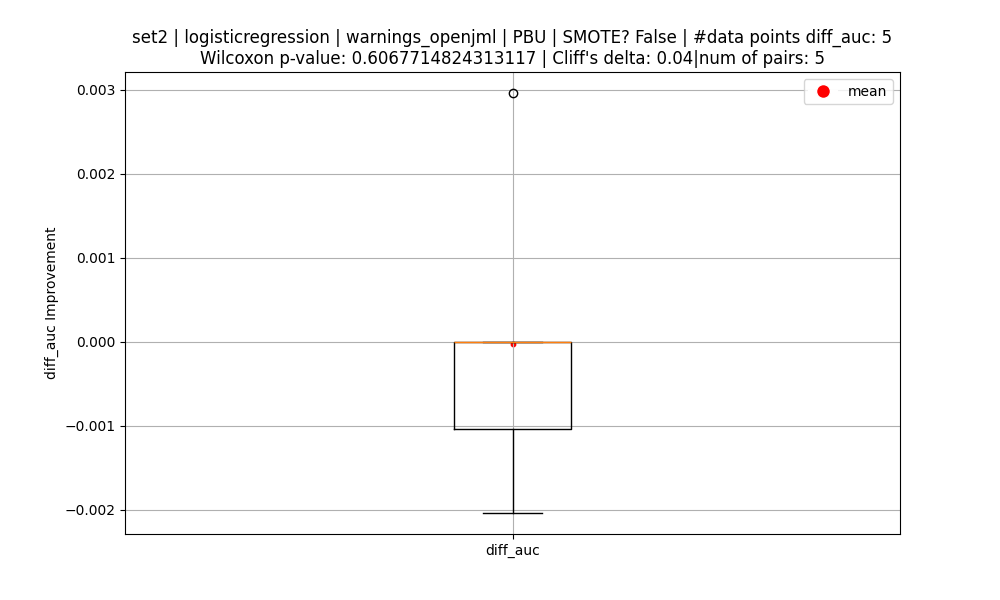 set2 | logisticregression | warnings_openjml | PBU | SMOTE? False | #data points diff_auc: 5
Wilcoxon p-value: 0.6067714824313117 | Cliff's delta: 0.04|num of pairs: 5
mean
0.003
0.002
0.001
0.000
−0.001
−0.002
diff_auc Improvement
diff_auc